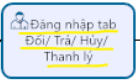 Đăng nhập tab
Đổi/ Trả/ Hủy/
Thanh lý